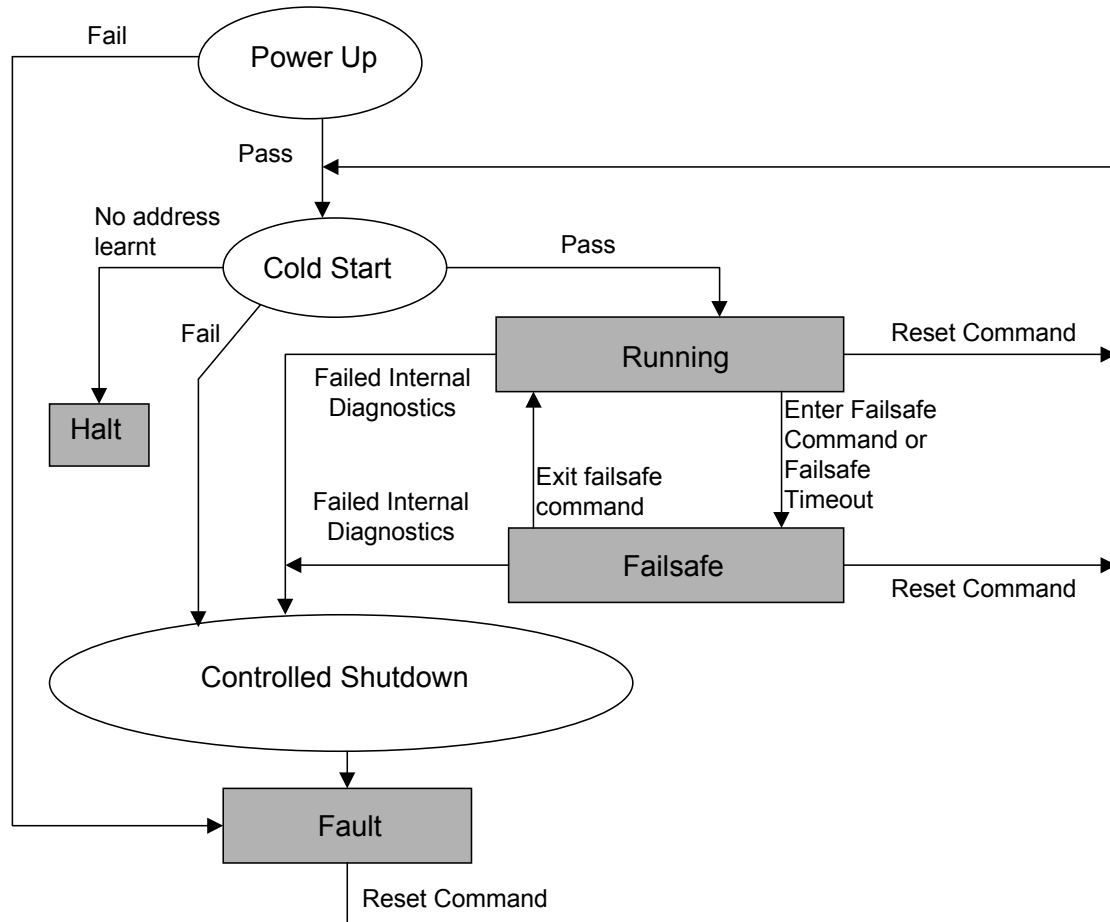 Fail
Power Up
Pass
No address
learnt
Cold Start
Pass
Fail
Running
Reset Command
Failed Internal
Diagnostics
Halt
Enter Failsafe
Command or
Failsafe
Timeout
Exit failsafe
command
Failed Internal
Diagnostics
Failsafe
Reset Command
Controlled Shutdown
Fault
Reset Command